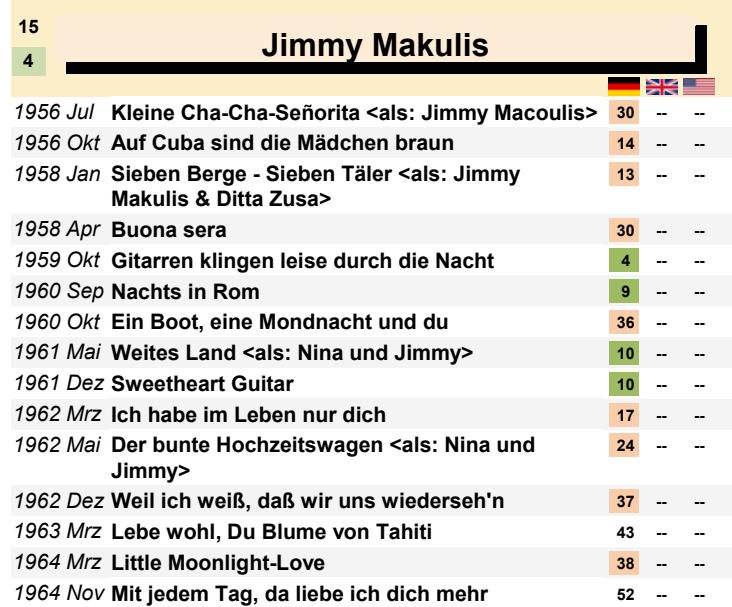 15
Jimmy Makulis
4
1956 Jul Kleine Cha-Cha-Señorita <als: Jimmy Macoulis> 30 -- --
1956 Okt Auf Cuba sind die Mädchen braun 14 -- --
1958 Jan Sieben Berge - Sieben Täler <als: Jimmy 13 -- --
Makulis & Ditta Zusa>
1958 Apr Buona sera 30 -- --
1959 Okt Gitarren klingen leise durch die Nacht 4 -- --
1960 Sep Nachts in Rom 9 -- --
1960 Okt Ein Boot, eine Mondnacht und du 36 -- --
1961 Mai Weites Land <als: Nina und Jimmy> 10 -- --
1961 Dez Sweetheart Guitar 10 -- --
1962 Mrz Ich habe im Leben nur dich 17 -- --
1962 Mai Der bunte Hochzeitswagen <als: Nina und 24 -- --
Jimmy>
1962 Dez Weil ich weiß, daß wir uns wiederseh'n 37 -- --
1963 Mrz Lebe wohl, Du Blume von Tahiti 43 -- --
1964 Mrz Little Moonlight-Love 38 -- --
1964 Nov Mit jedem Tag, da liebe ich dich mehr 52 -- --